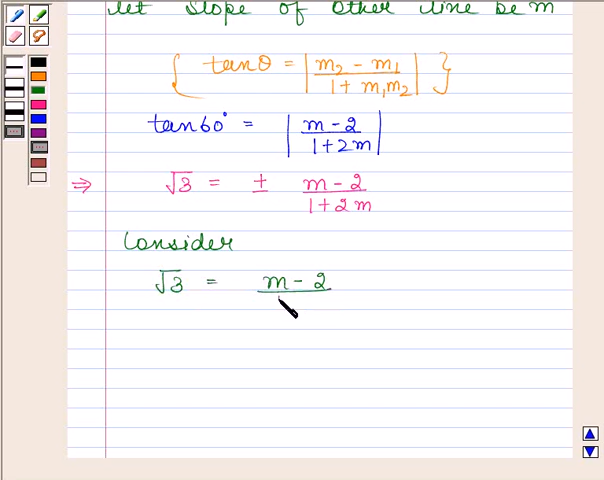 let slope of other line be m
{ tanθ = | m₂ - m₁ / 1 + m₁m₂ | }
tan60° = | m - 2 / 1 + 2m |
⇒ √3 = ± m - 2 / 1 + 2m
Consider
√3 = m - 2